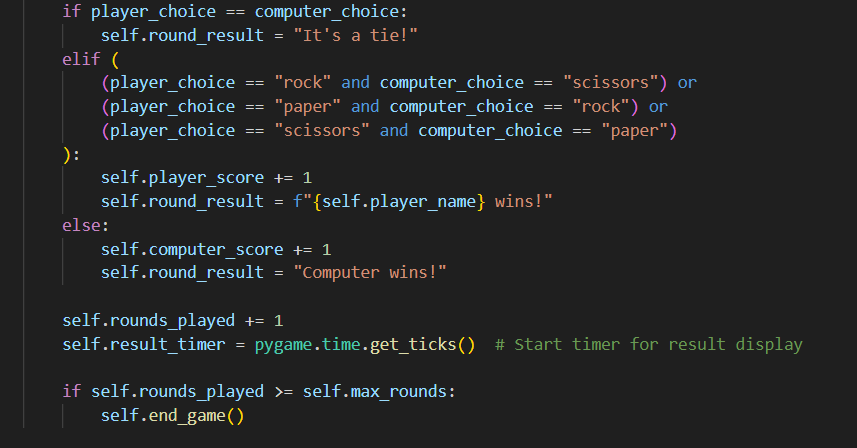 if player_choice == computer_choice:
    self.round_result = "It's a tie!"
elif (
    (player_choice == "rock" and computer_choice == "scissors") or
    (player_choice == "paper" and computer_choice == "rock") or
    (player_choice == "scissors" and computer_choice == "paper")
):
    self.player_score += 1
    self.round_result = f"{self.player_name} wins!"
else:
    self.computer_score += 1
    self.round_result = "Computer wins!"

self.rounds_played += 1
self.result_timer = pygame.time.get_ticks()  # Start timer for result display

if self.rounds_played >= self.max_rounds:
    self.end_game()